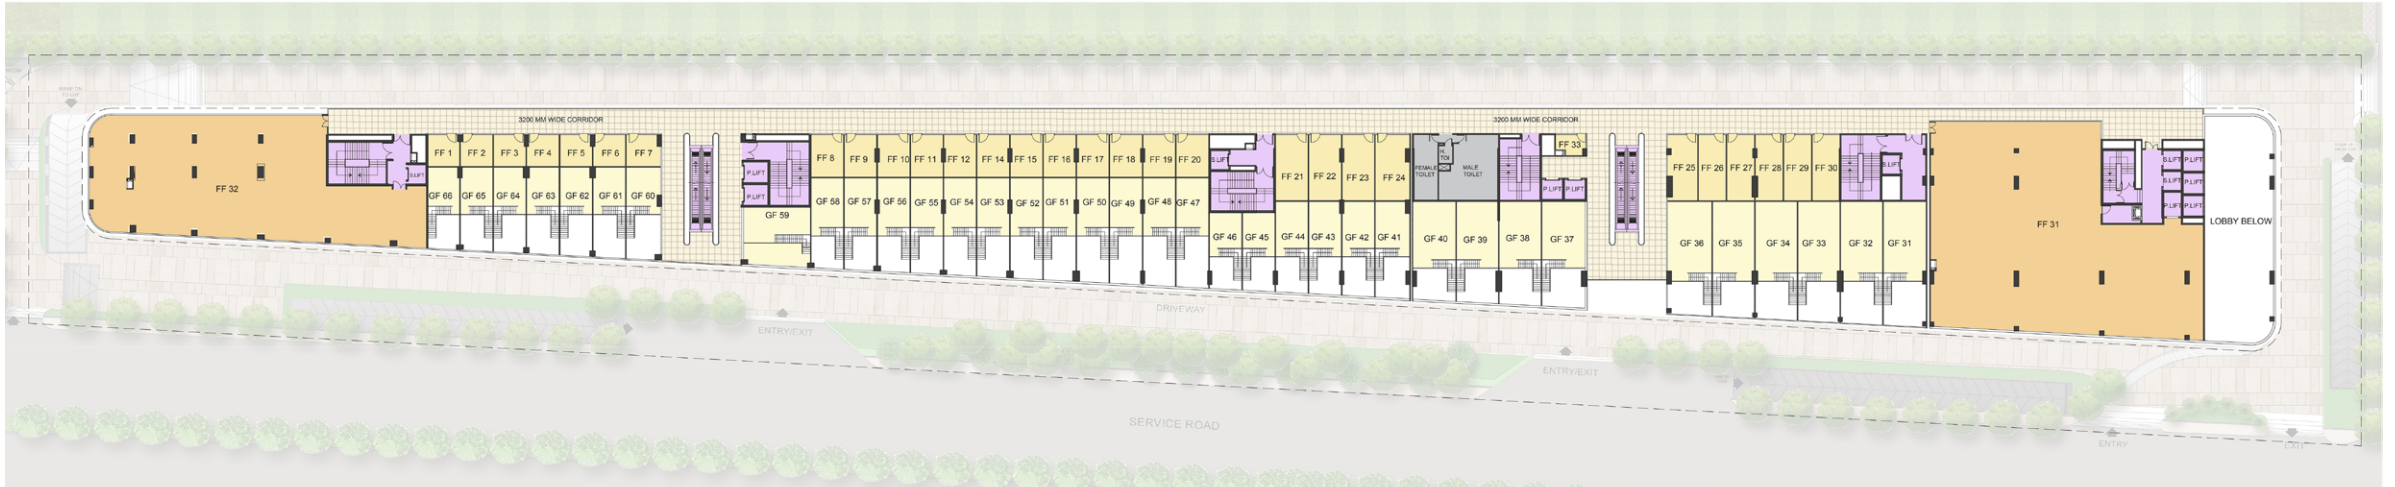 3200 MM WIDE CORRIDOR
3200 MM WIDE CORRIDOR
FF 32
S.LIFT
FF 1
FF 2
FF 3
FF 4
FF 5
FF 6
FF 7
GF 66
GF 65
GF 64
GF 63
GF 62
GF 61
GF 60
P.LIFT
P.LIFT
GF 59
FF 8
FF 9
FF 10
FF 11
FF 12
FF 14
FF 15
FF 16
FF 17
FF 18
FF 19
FF 20
GF 58
GF 57
GF 56
GF 55
GF 54
GF 53
GF 52
GF 51
GF 50
GF 49
GF 48
GF 47
S.LIFT
GF 46
GF 45
FF 21
FF 22
FF 23
FF 24
GF 44
GF 43
GF 42
GF 41
FEMALE
TOILET
H.
TOI
MALE
TOILET
FF 33
P.LIFT
P.LIFT
GF 40
GF 39
GF 38
GF 37
FF 25
FF 26
FF 27
FF 28
FF 29
FF 30
S.LIFT
GF 36
GF 35
GF 34
GF 33
GF 32
GF 31
FF 31
S.LIFT
P.LIFT
S.LIFT
P.LIFT
P.LIFT
P.LIFT
LOBBY BELOW
DRIVEWAY
ENTRY/EXIT
ENTRY/EXIT
SERVICE ROAD
ENTRY
EXIT